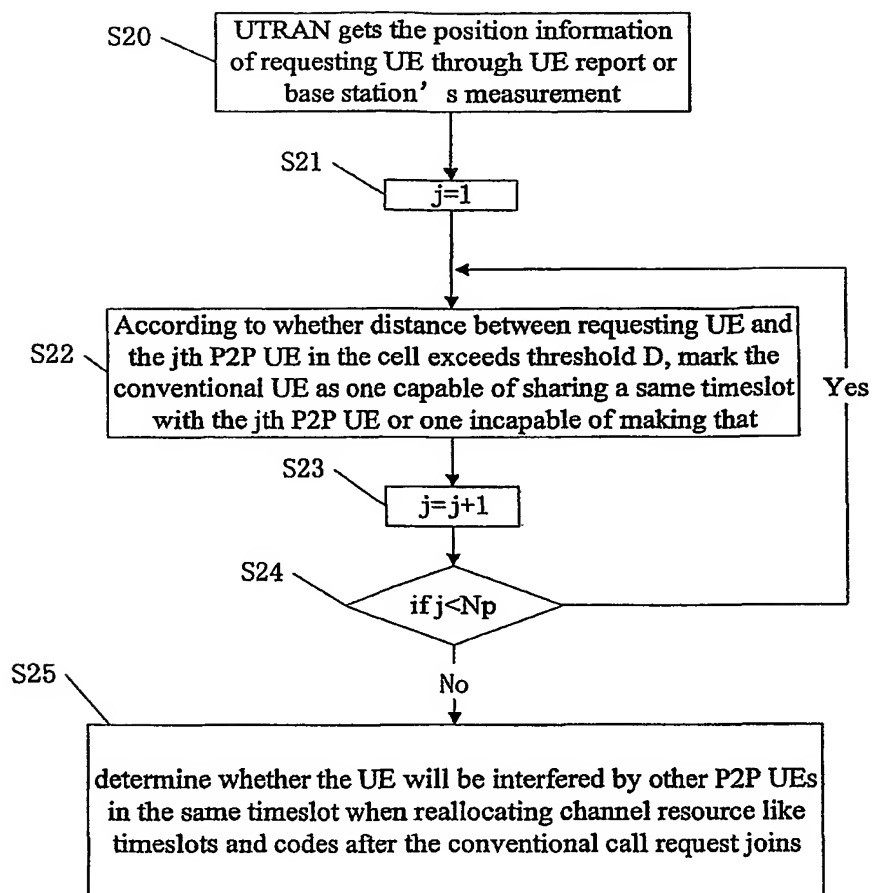 S20
UTRAN gets the position information
of requesting UE through UE report or
base station' s measurement
S21
j=1
S22
According to whether distance between requesting UE and
the jth P2P UE in the cell exceeds threshold D, mark the
conventional UE as one capable of sharing a same timeslot
with the jth P2P UE or one incapable of making that
Yes
S23
j=j+1
S24
if j<Np
No
S25
determine whether the UE will be interfered by other P2P UEs
in the same timeslot when reallocating channel resource like
timeslots and codes after the conventional call request joins